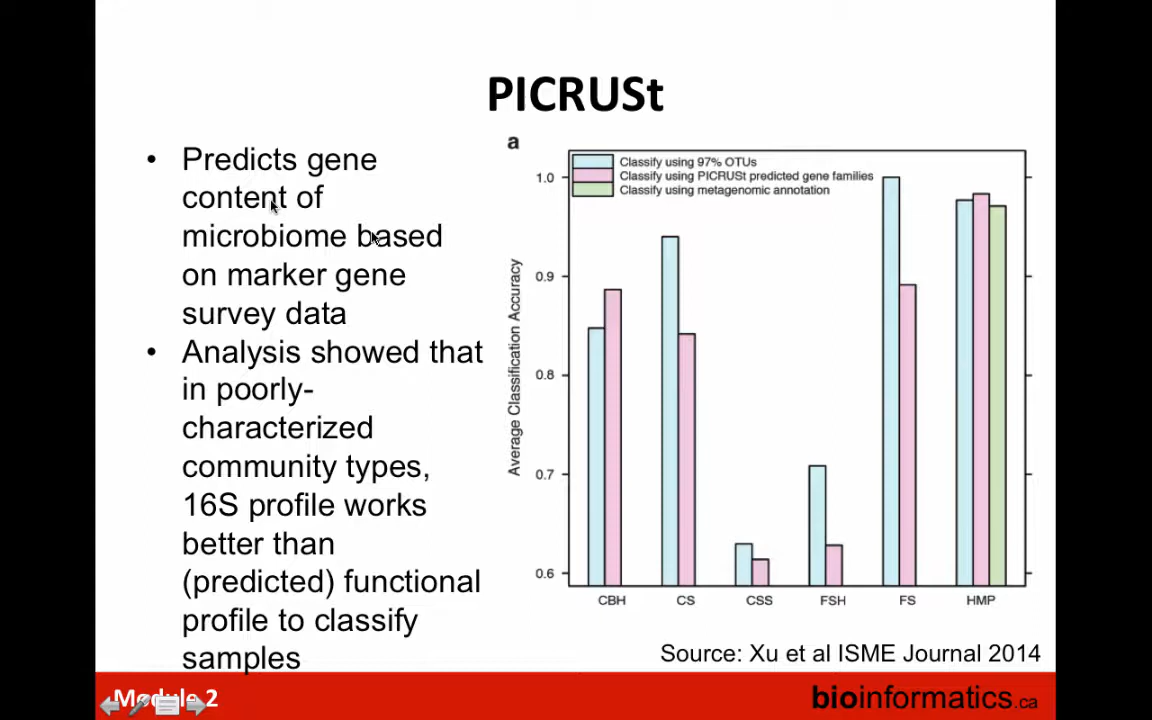 PICRUSt
• Predicts gene
content of
microbiome based
on marker gene
survey data
• Analysis showed that
in poorly-
characterized
community types,
16S profile works
better than
(predicted) functional
profile to classify
samples
a
Classify using 97% OTUs
Classify using PICRUSt predicted gene families
Classify using metagenomic annotation
Average Classification Accuracy
1.0
0.9
0.8
0.7
0.6
CBH CS CSS FSH FS HMP
Source: Xu et al ISME Journal 2014
Module 2
bioinformatics.ca